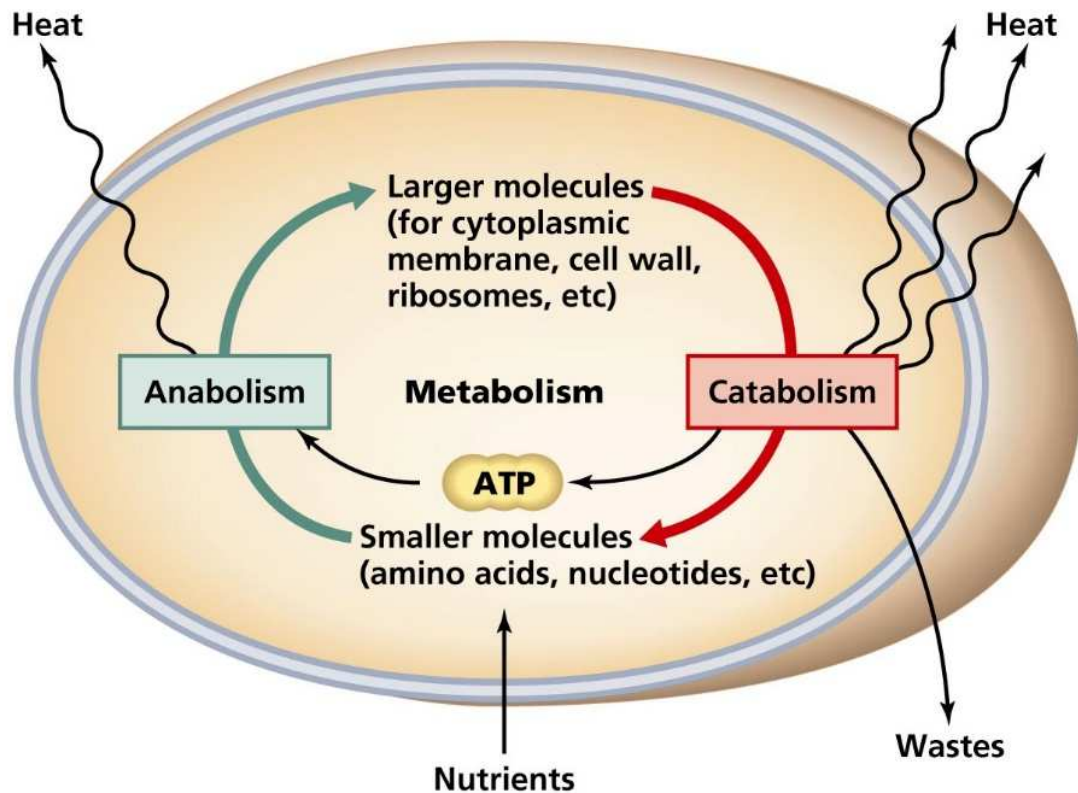 Heat
Heat
Larger molecules
(for cytoplasmic
membrane, cell wall,
ribosomes, etc)
Anabolism
Metabolism
Catabolism
ATP
Smaller molecules
(amino acids, nucleotides, etc)
Wastes
Nutrients